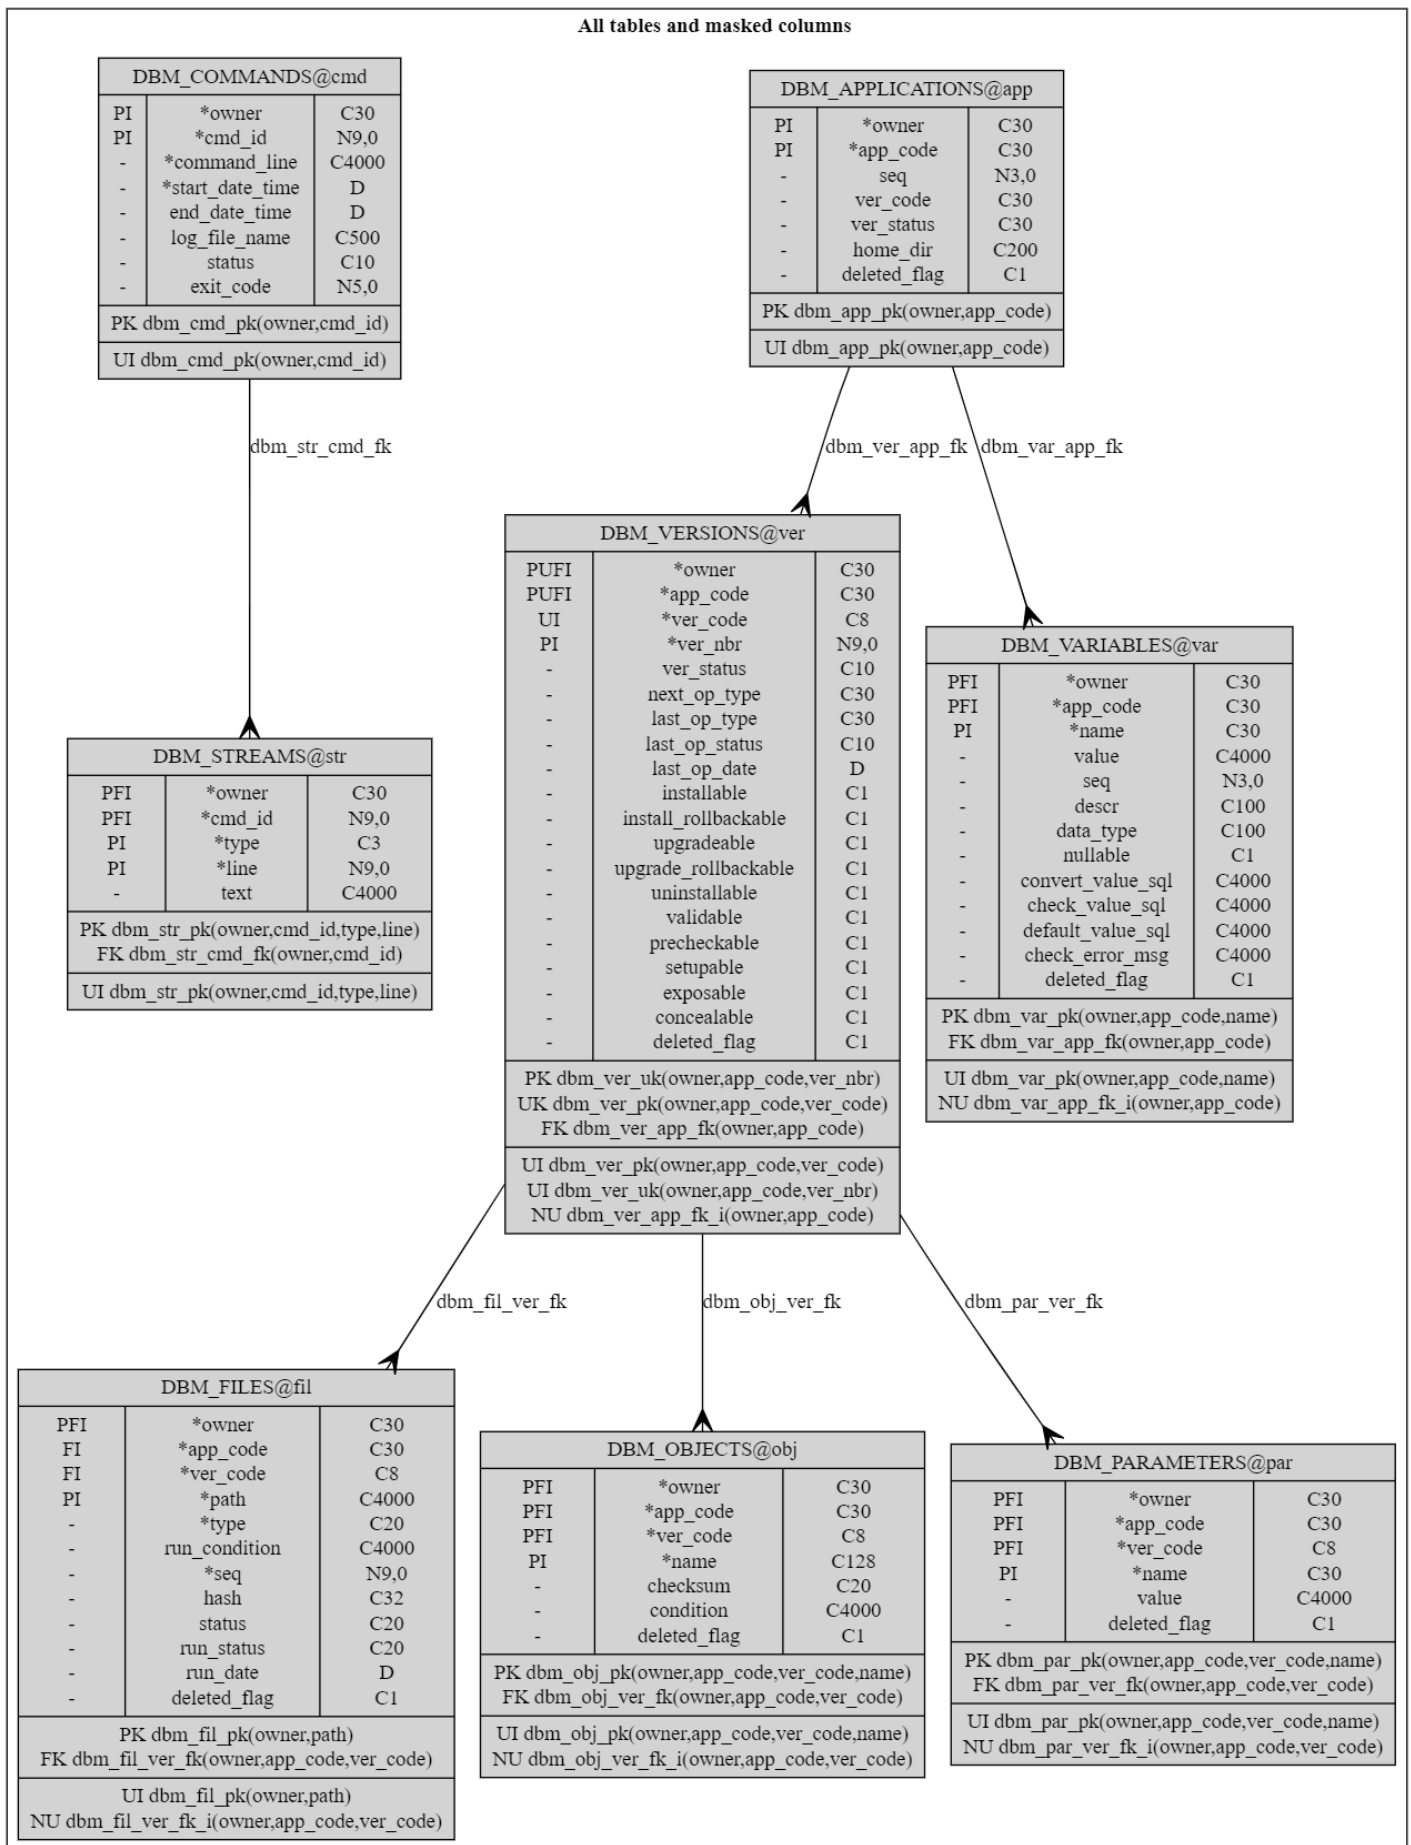 All tables and masked columns
DBM_COMMANDS@cmd
PI *owner C30
PI *cmd_id N9,0
- *command_line C4000
- *start_date_time D
- end_date_time D
- log_file_name C500
- status C10
- exit_code N5,0
PK dbm_cmd_pk(owner,cmd_id)
UI dbm_cmd_pk(owner,cmd_id)
DBM_APPLICATIONS@app
PI *owner C30
PI *app_code C30
- seq N3,0
- ver_code C30
- ver_status C30
- home_dir C200
- deleted_flag C1
PK dbm_app_pk(owner,app_code)
UI dbm_app_pk(owner,app_code)
dbm_str_cmd_fk
dbm_ver_app_fk
dbm_var_app_fk
DBM_VERSIONS@ver
PUFI *owner C30
PUFI *app_code C30
UI *ver_code C8
PI *ver_nbr N9,0
- ver_status C10
- next_op_type C30
- last_op_type C30
- last_op_status C10
- last_op_date D
- installable C1
- install_rollbackable C1
- upgradeable C1
- upgrade_rollbackable C1
- uninstallable C1
- validable C1
- precheckable C1
- setupable C1
- exposable C1
- concealable C1
- deleted_flag C1
PK dbm_ver_uk(owner,app_code,ver_nbr)
UK dbm_ver_pk(owner,app_code,ver_code)
FK dbm_ver_app_fk(owner,app_code)
UI dbm_ver_pk(owner,app_code,ver_code)
UI dbm_ver_uk(owner,app_code,ver_nbr)
NU dbm_ver_app_fk_i(owner,app_code)
DBM_VARIABLES@var
PFI *owner C30
PFI *app_code C30
PI *name C30
- value C4000
- seq N3,0
- descr C100
- data_type C100
- nullable C1
- convert_value_sql C4000
- check_value_sql C4000
- default_value_sql C4000
- check_error_msg C4000
- deleted_flag C1
PK dbm_var_pk(owner,app_code,name)
FK dbm_var_app_fk(owner,app_code)
UI dbm_var_pk(owner,app_code,name)
NU dbm_var_app_fk_i(owner,app_code)
DBM_STREAMS@str
PFI *owner C30
PFI *cmd_id N9,0
PI *type C3
PI *line N9,0
- text C4000
PK dbm_str_pk(owner,cmd_id,type,line)
FK dbm_str_cmd_fk(owner,cmd_id)
UI dbm_str_pk(owner,cmd_id,type,line)
dbm_fil_ver_fk
dbm_obj_ver_fk
dbm_par_ver_fk
DBM_FILES@fil
PFI *owner C30
FI *app_code C30
FI *ver_code C8
PI *path C4000
- *type C20
- run_condition C4000
- *seq N9,0
- hash C32
- status C20
- run_status C20
- run_date D
- deleted_flag C1
PK dbm_fil_pk(owner,path)
FK dbm_fil_ver_fk(owner,app_code,ver_code)
UI dbm_fil_pk(owner,path)
NU dbm_fil_ver_fk_i(owner,app_code,ver_code)
DBM_OBJECTS@obj
PFI *owner C30
PFI *app_code C30
PFI *ver_code C8
PI *name C128
- checksum C20
- condition C4000
- deleted_flag C1
PK dbm_obj_pk(owner,app_code,ver_code,name)
FK dbm_obj_ver_fk(owner,app_code,ver_code)
UI dbm_obj_pk(owner,app_code,ver_code,name)
NU dbm_obj_ver_fk_i(owner,app_code,ver_code)
DBM_PARAMETERS@par
PFI *owner C30
PFI *app_code C30
PFI *ver_code C8
PI *name C30
- value C4000
- deleted_flag C1
PK dbm_par_pk(owner,app_code,ver_code,name)
FK dbm_par_ver_fk(owner,app_code,ver_code)
UI dbm_par_pk(owner,app_code,ver_code,name)
NU dbm_par_ver_fk_i(owner,app_code,ver_code)